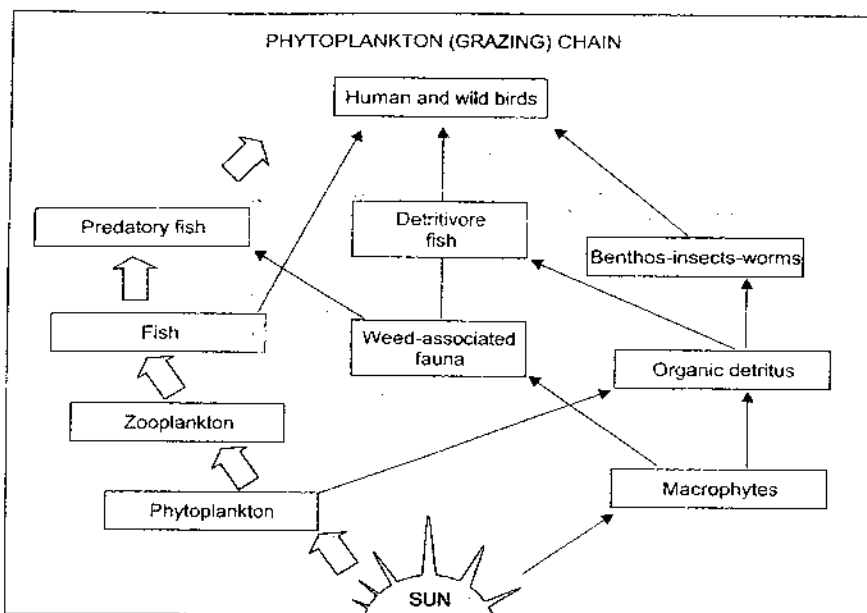 PHYTOPLANKTON (GRAZING) CHAIN
Human and wild birds
Predatory fish
Detritivore
fish
Benthos-insects-worms
Fish
Weed-associated
fauna
Organic detritus
Zooplankton
Phytoplankton
Macrophytes
SUN